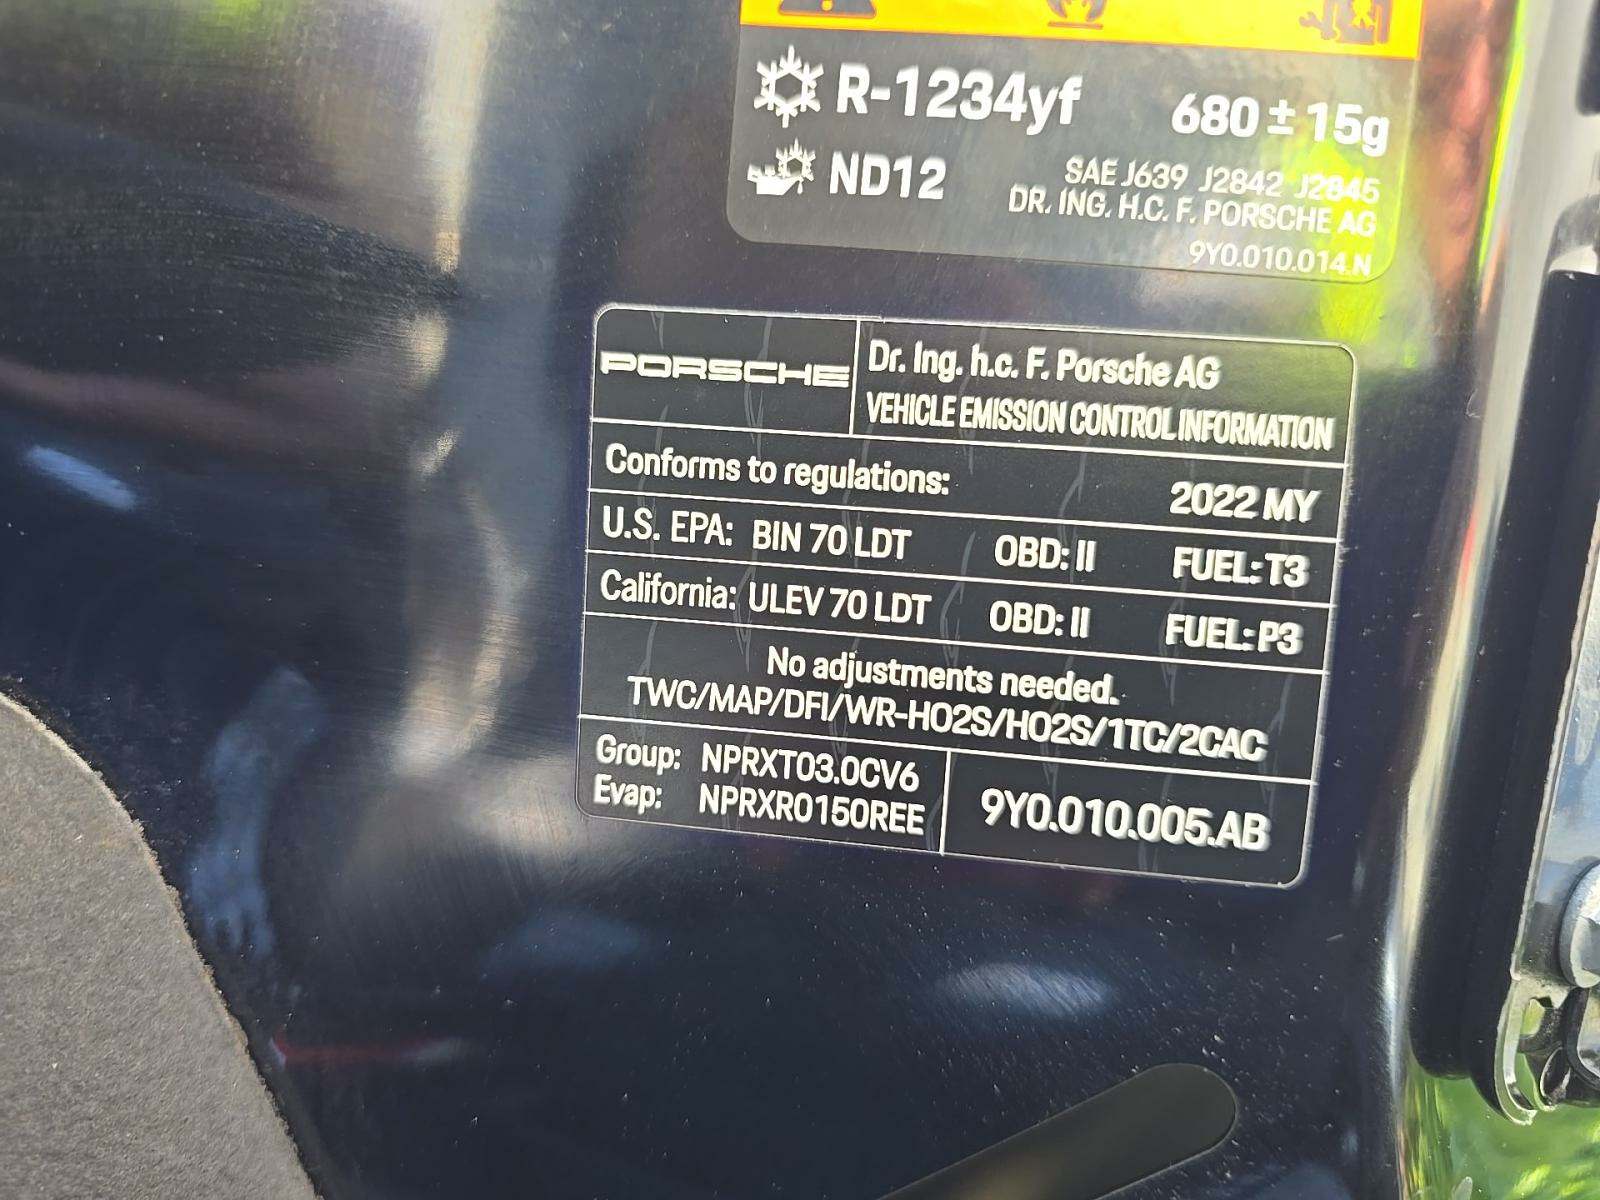 R-1234yf 680 ± 15g
ND12
SAE J639 J2842 J2845
DR. ING. H.C. F. PORSCHE AG
9Y0.010.014.N
PORSCHE
Dr. Ing. h.c. F. Porsche AG
VEHICLE EMISSION CONTROL INFORMATION
Conforms to regulations: 2022 MY
U.S. EPA: BIN 70 LDT OBD: II FUEL: T3
California: ULEV 70 LDT OBD: II FUEL: P3
No adjustments needed.
TWC/MAP/DFI/WR-HO2S/HO2S/1TC/2CAC
Group: NPRXT03.0CV6
Evap: NPRXR0150REE
9Y0.010.005.AB